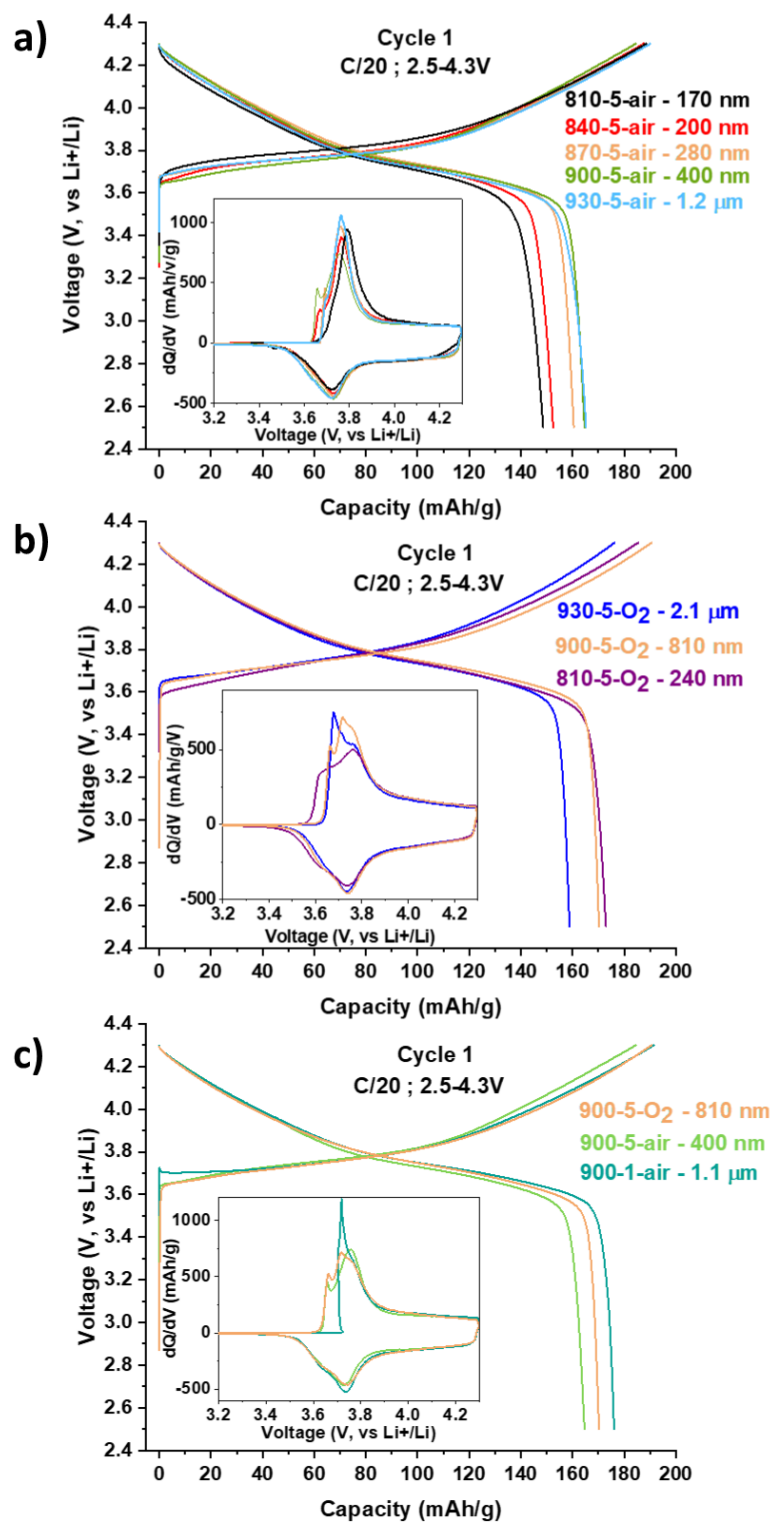 a)
Cycle 1
C/20 ; 2.5-4.3V
810-5-air - 170 nm
840-5-air - 200 nm
870-5-air - 280 nm
900-5-air - 400 nm
930-5-air - 1.2 µm
Voltage (V, vs Li+/Li)
4.4
4.2
4.0
3.8
3.6
3.4
3.2
3.0
2.8
2.6
2.4
dQ/dV (mAh/v/g)
1000
500
0
-500
3.2 3.4 3.6 3.8 4.0 4.2
Voltage (V, vs Li+/Li)
0 20 40 60 80 100 120 140 160 180 200
Capacity (mAh/g)
b)
Cycle 1
C/20 ; 2.5-4.3V
930-5-O2 - 2.1 µm
900-5-O2 - 810 nm
810-5-O2 - 240 nm
Voltage (V, vs Li+/Li)
4.4
4.2
4.0
3.8
3.6
3.4
3.2
3.0
2.8
2.6
2.4
dQ/dV (mAh/g/V)
500
0
-500
3.2 3.4 3.6 3.8 4.0 4.2
Voltage (V, vs Li+/Li)
0 20 40 60 80 100 120 140 160 180 200
Capacity (mAh/g)
c)
Cycle 1
C/20 ; 2.5-4.3V
900-5-O2 - 810 nm
900-5-air - 400 nm
900-1-air - 1.1 µm
Voltage (V, vs Li+/Li)
4.4
4.2
4.0
3.8
3.6
3.4
3.2
3.0
2.8
2.6
2.4
dQ/dV (mAh/g)
1000
500
0
-500
3.2 3.4 3.6 3.8 4.0 4.2
Voltage (V, vs Li+/Li)
0 20 40 60 80 100 120 140 160 180 200
Capacity (mAh/g)